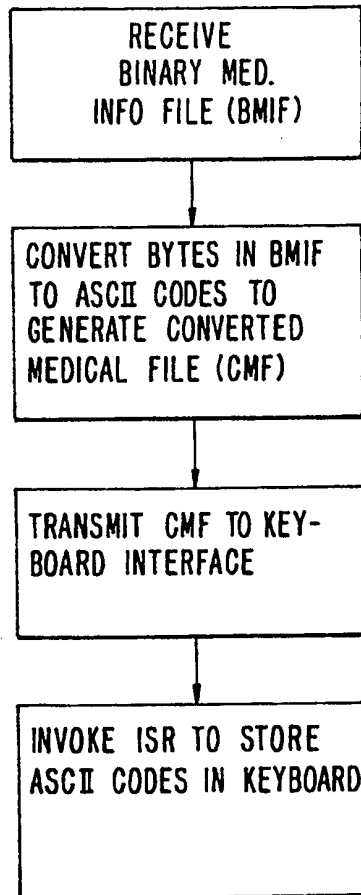 RECEIVE
BINARY MED.
INFO FILE (BMIF)
CONVERT BYTES IN BMIF
TO ASCII CODES TO
GENERATE CONVERTED
MEDICAL FILE (CMF)
TRANSMIT CMF TO KEY-
BOARD INTERFACE
INVOKE ISR TO STORE
ASCII CODES IN KEYBOARD